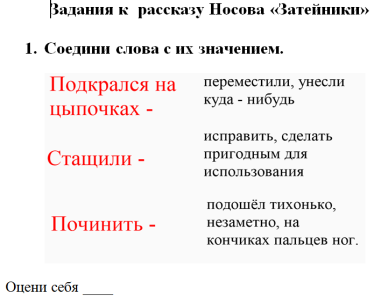 Задания к рассказу Носова «Затейники»
1. Соедини слова с их значением.
Подкрался на
цыпочках -
переместили, унесли
куда - нибудь
Стащили -
исправить, сделать
пригодным для
использования
Починить -
подошёл тихонько,
незаметно, на
кончиках пальцев ног.
Оцени себя ____